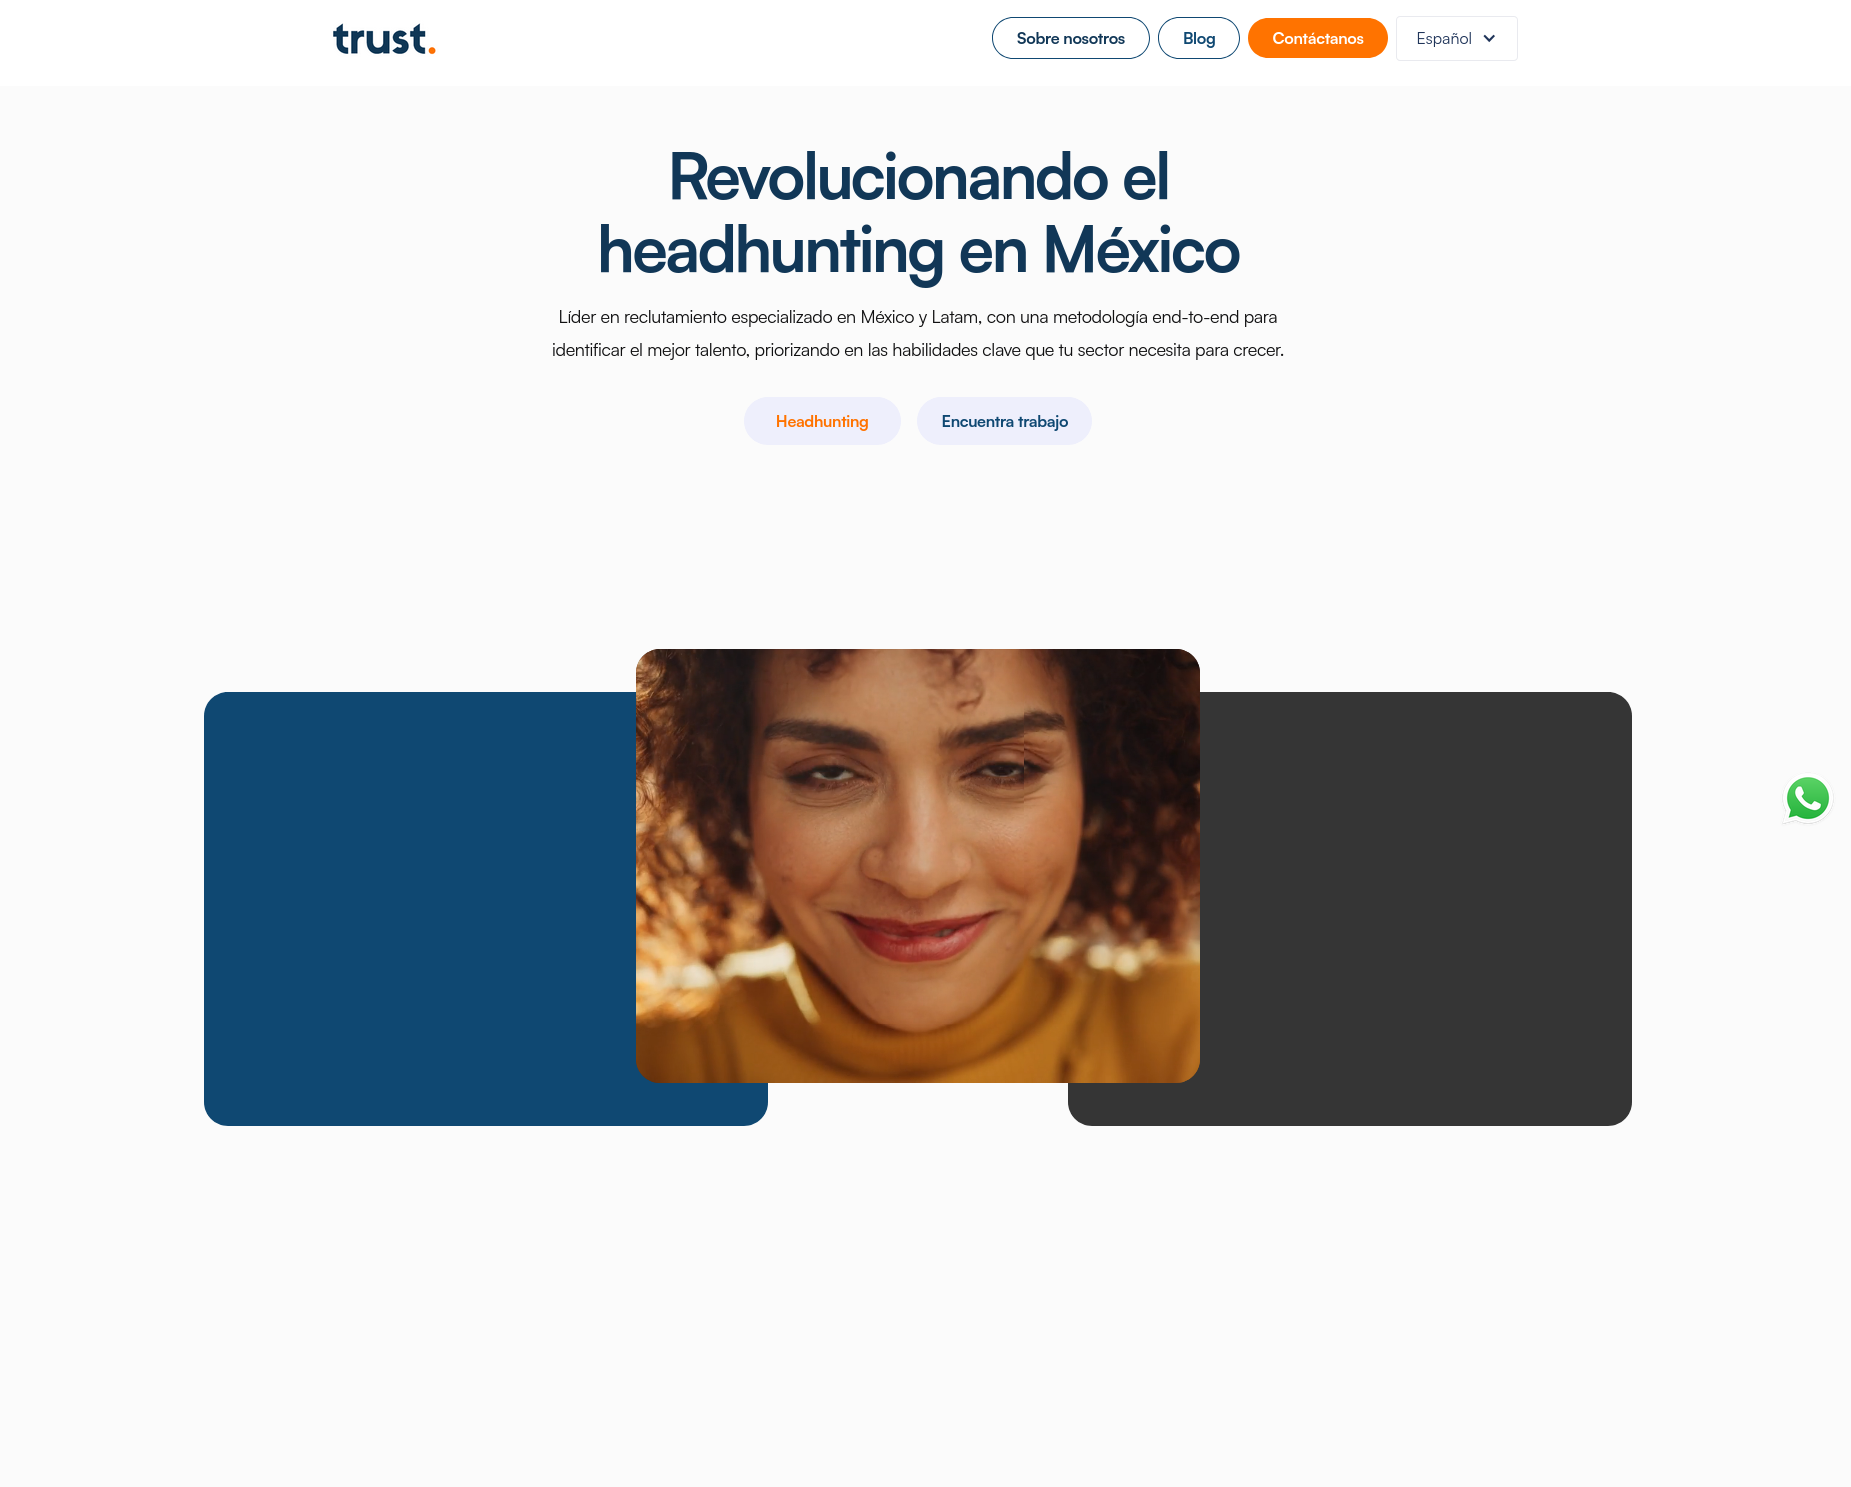 trust.
Sobre nosotros
Blog
Contáctanos
Español
Revolucionando el
headhunting en México
Líder en reclutamiento especializado en México y Latam, con una metodología end-to-end para
identificar el mejor talento, priorizando en las habilidades clave que tu sector necesita para crecer.
Headhunting
Encuentra trabajo